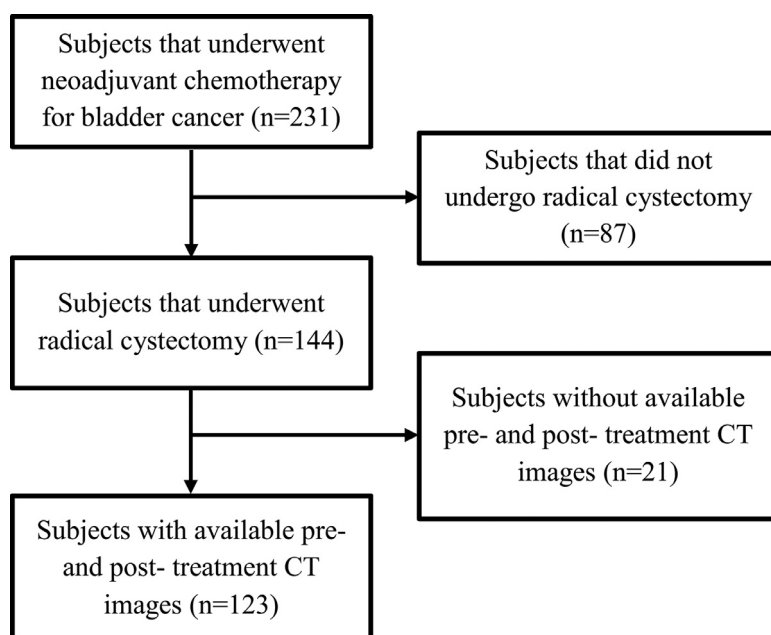 Subjects that underwent
neoadjuvant chemotherapy
for bladder cancer (n=231)
Subjects that did not
undergo radical cystectomy
(n=87)
Subjects that underwent
radical cystectomy (n=144)
Subjects without available
pre- and post- treatment CT
images (n=21)
Subjects with available pre-
and post- treatment CT
images (n=123)